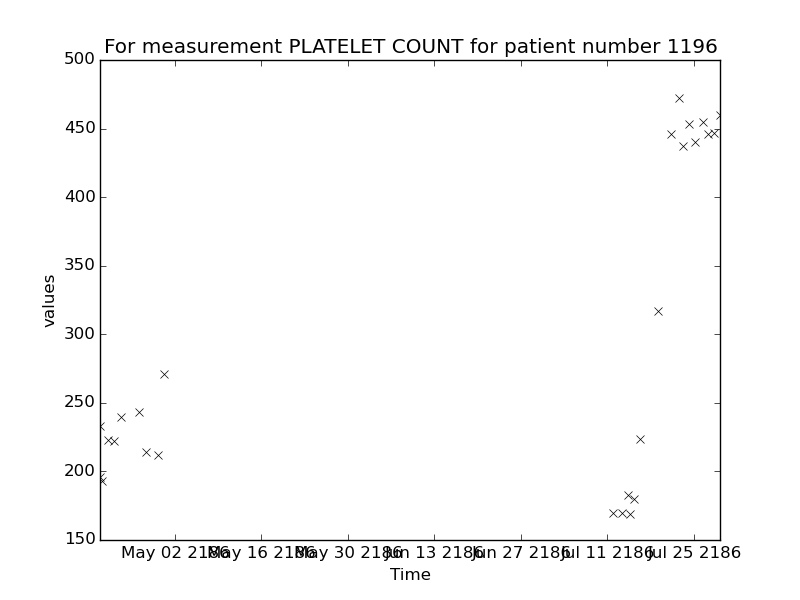 For measurement PLATELET COUNT for patient number 1196
500
450
400
350
300
250
200
150
values
May 02 2186
May 16 2186
May 30 2186
Jun 13 2186
Jun 27 2186
Jul 11 2186
Jul 25 2186
Time